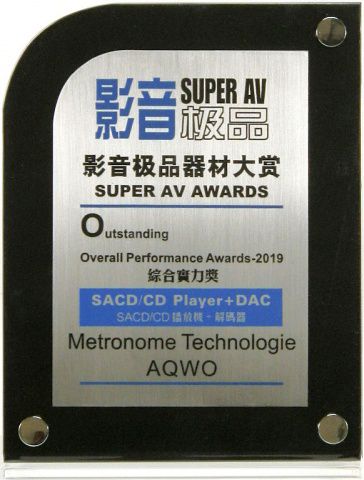 影音 SUPER AV
极品
影音极品器材大赏
SUPER AV AWARDS
Outstanding
Overall Performance Awards-2019
綜合實力獎
SACD/CD Player+DAC
SACD/CD 播放機+解碼器
Metronome Technologie
AQWO